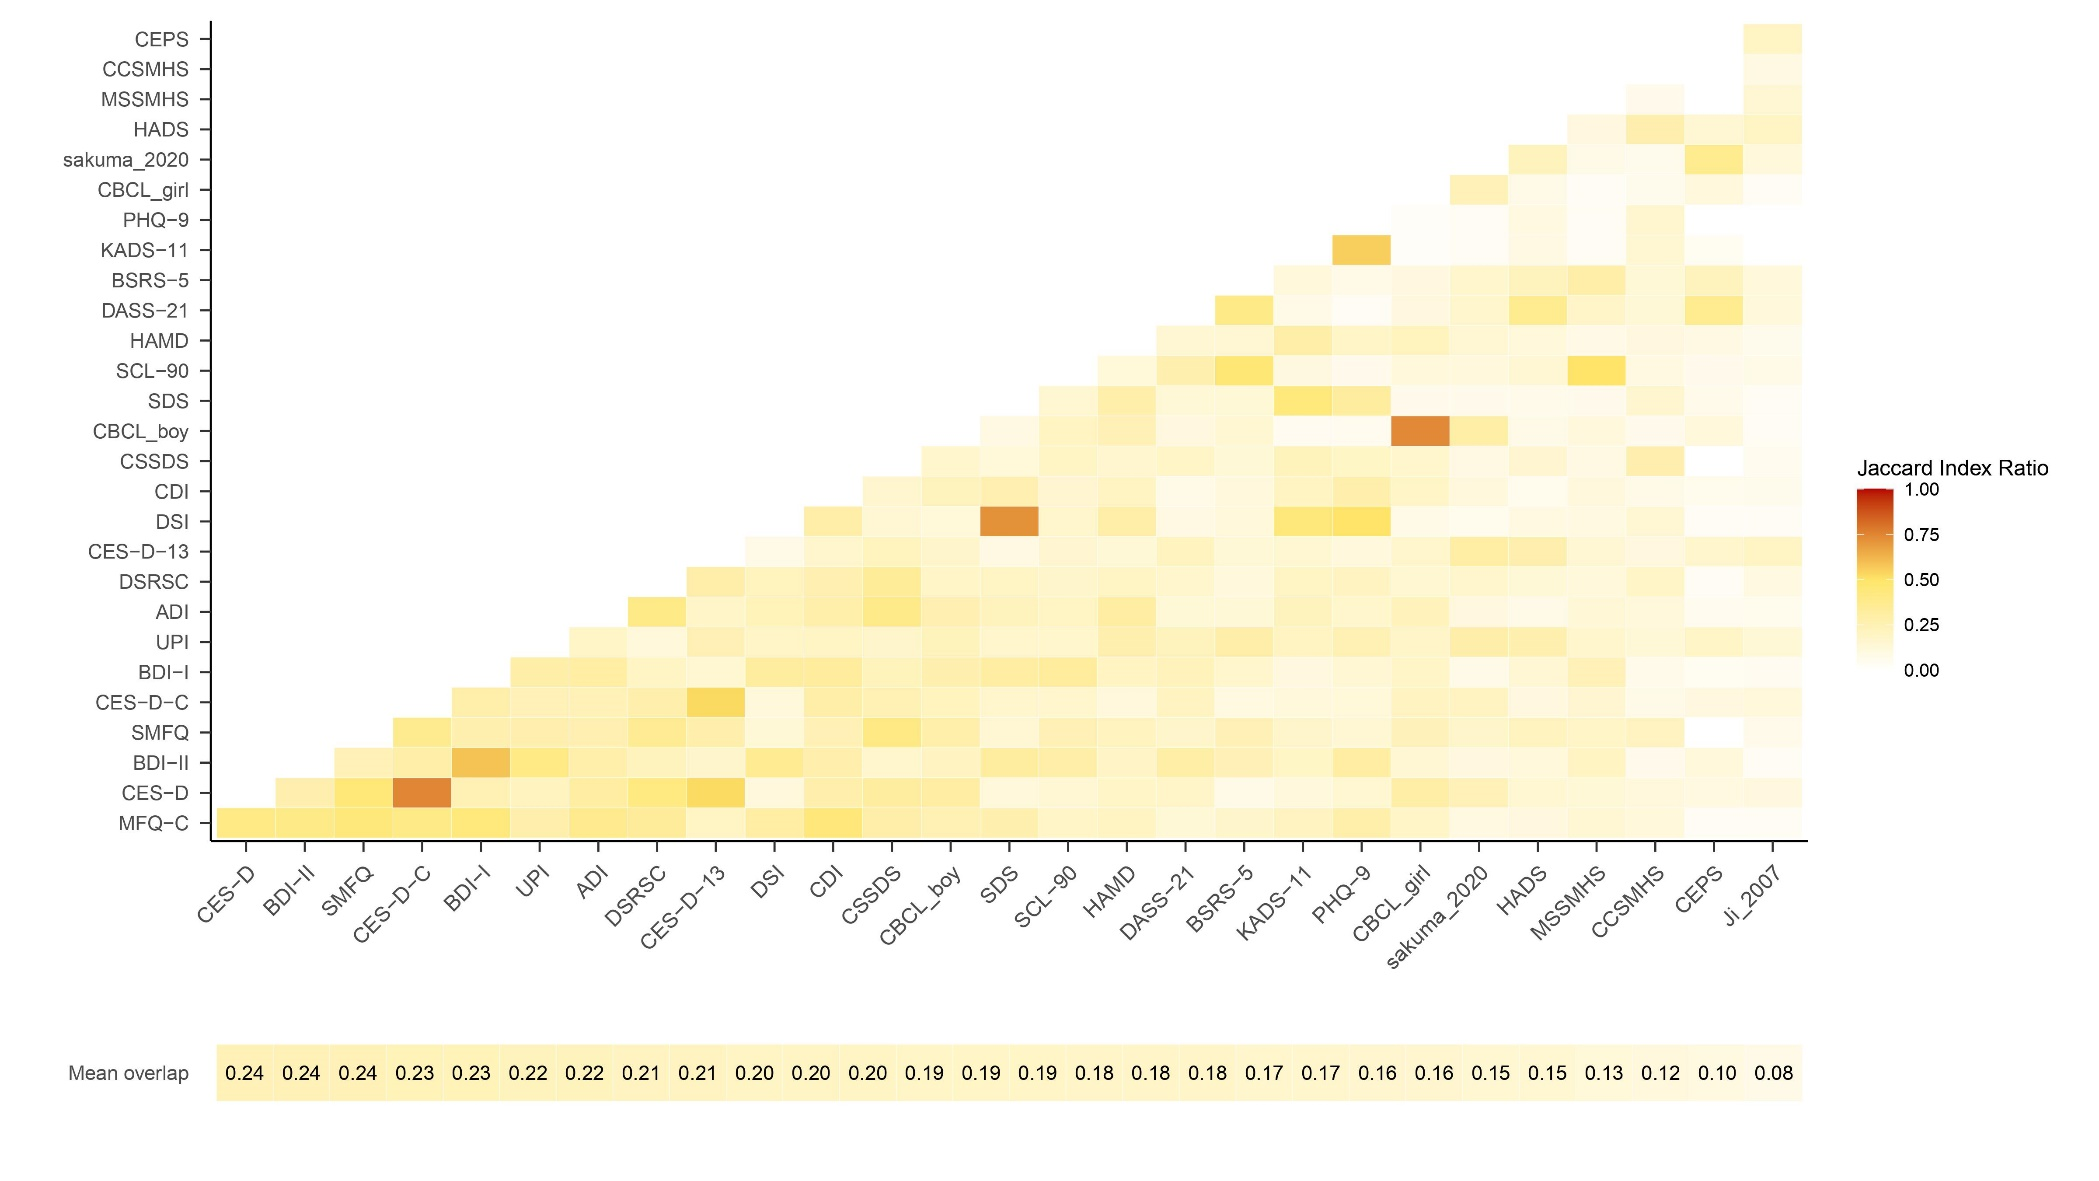 CEPS
CCSMHS
MSSMHS
HADS
sakuma_2020
CBCL_girl
PHQ−9
KADS−11
BSRS−5
DASS−21
HAMD
SCL−90
SDS
CBCL_boy
CSSDS
CDI
DSI
CES−D−13
DSRSC
ADI
UPI
BDI−I
CES−D−C
SMFQ
BDI−II
CES−D
MFQ−C
CES−D BDI−II SMFQ CES−D−C BDI−I UPI ADI DSRSC CES−D−13 DSI CDI CSSDS CBCL_boy SDS SCL−90 HAMD DASS−21 BSRS−5 KADS−11 PHQ−9 CBCL_girl sakuma_2020 HADS MSSMHS CCSMHS CEPS Ji_2007
Jaccard Index Ratio
1.00
0.75
0.50
0.25
0.00
Mean overlap 0.24 0.24 0.24 0.23 0.23 0.22 0.22 0.21 0.21 0.20 0.20 0.20 0.19 0.19 0.19 0.18 0.18 0.18 0.17 0.17 0.16 0.16 0.15 0.15 0.13 0.12 0.10 0.08